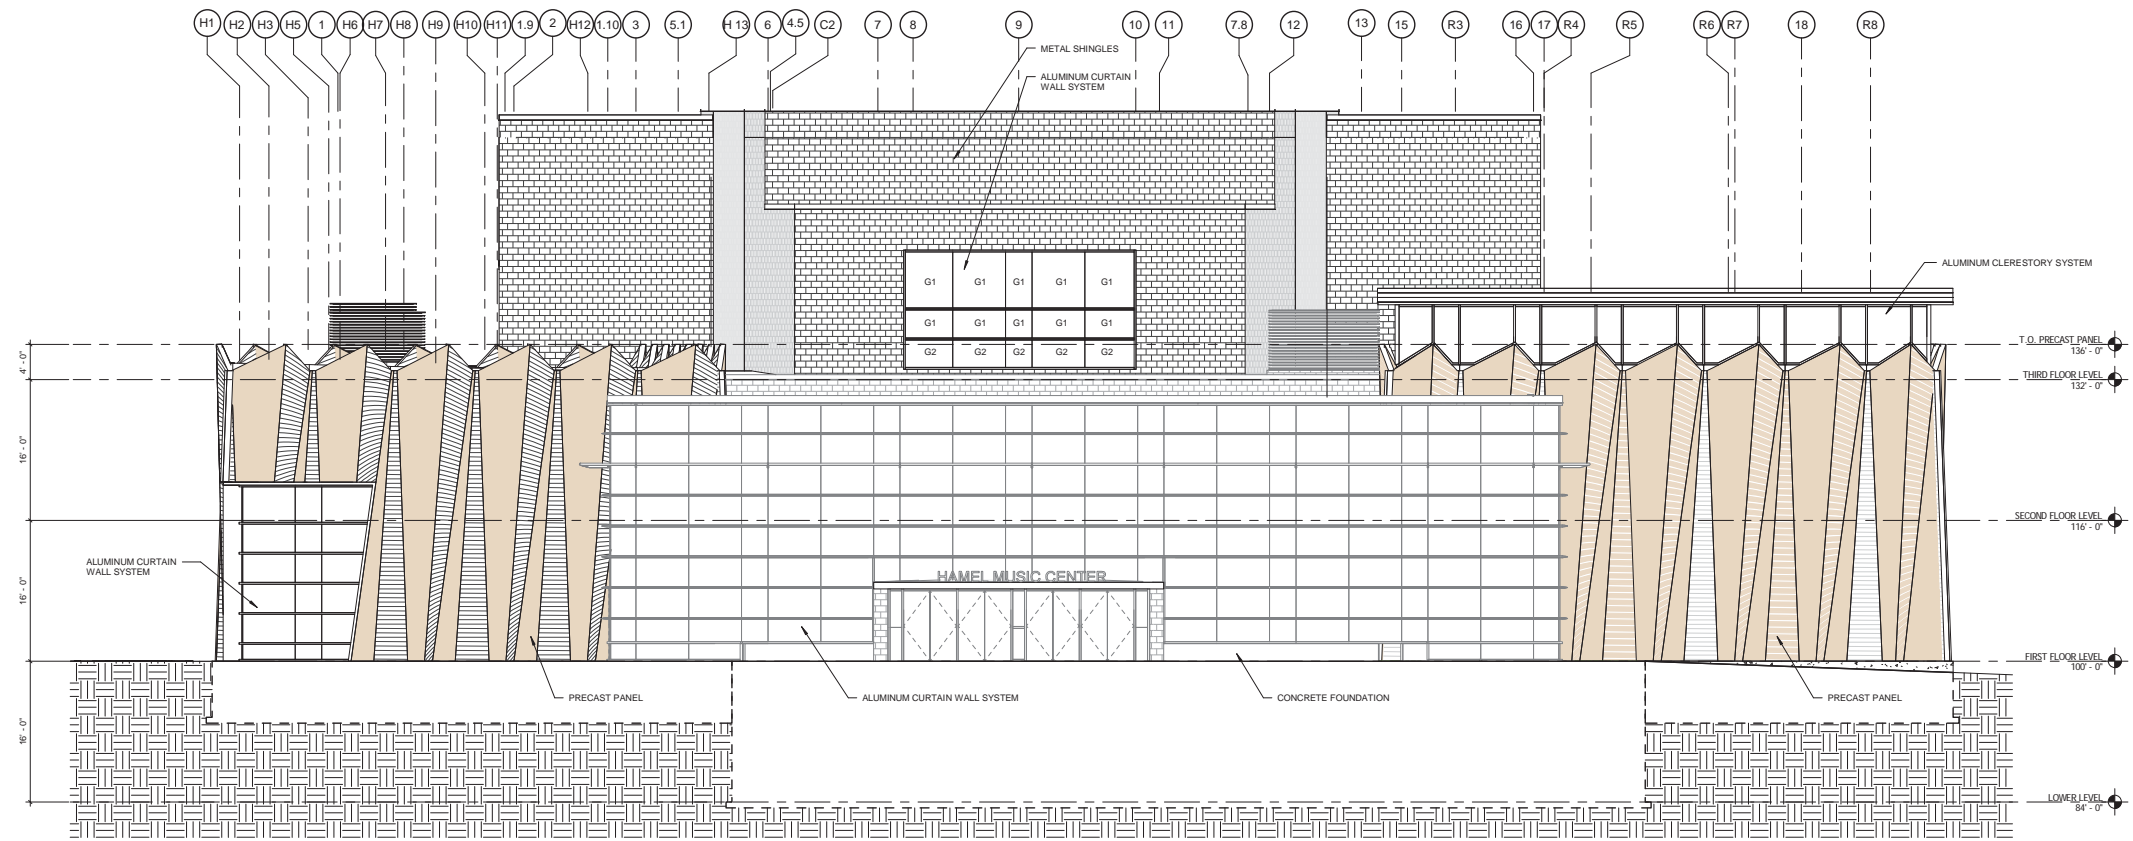 H1 H2 H3 H5 1 H6 H7 H8 H9 H10 H11 1.9 2 H12 1.10 3 5.1 H 13 6 4.5 C2 7 8 9 10 11 7.8 12 13 15 R3 16 17 R4 R5 R6 R7 18 R8
METAL SHINGLES
ALUMINUM CURTAIN
WALL SYSTEM
ALUMINUM CLERESTORY SYSTEM
G1 G1 G1 G1 G1
G1 G1 G1 G1 G1
G2 G2 G2 G2 G2
T.O. PRECAST PANEL
136' - 0"
4' - 0"
THIRD FLOOR LEVEL
132' - 0"
16' - 0"
SECOND FLOOR LEVEL
116' - 0"
ALUMINUM CURTAIN
WALL SYSTEM
HAMEL MUSIC CENTER
16' - 0"
FIRST FLOOR LEVEL
100' - 0"
PRECAST PANEL
ALUMINUM CURTAIN WALL SYSTEM
CONCRETE FOUNDATION
PRECAST PANEL
16' - 0"
LOWER LEVEL
84' - 0"